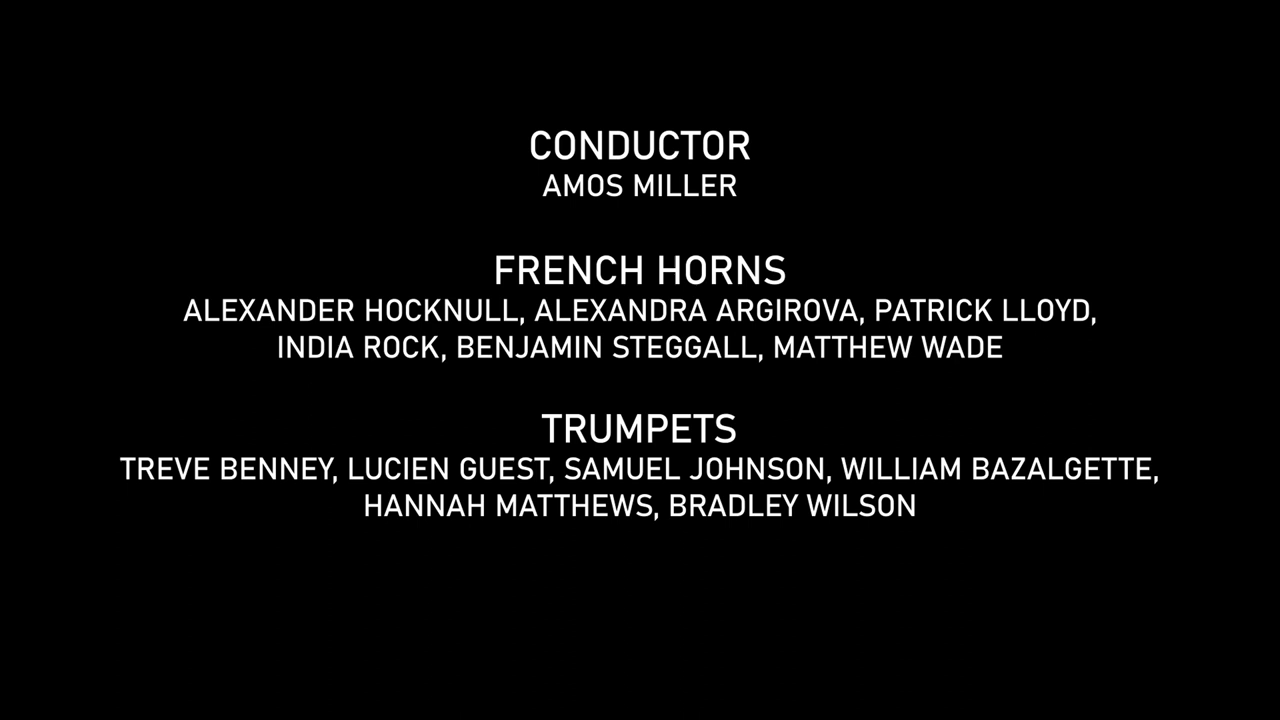 CONDUCTOR
AMOS MILLER
FRENCH HORNS
ALEXANDER HOCKNULL, ALEXANDRA ARGIROVA, PATRICK LLOYD,
INDIA ROCK, BENJAMIN STEGGALL, MATTHEW WADE
TRUMPETS
TREVE BENNEY, LUCIEN GUEST, SAMUEL JOHNSON, WILLIAM BAZALGETTE,
HANNAH MATTHEWS, BRADLEY WILSON